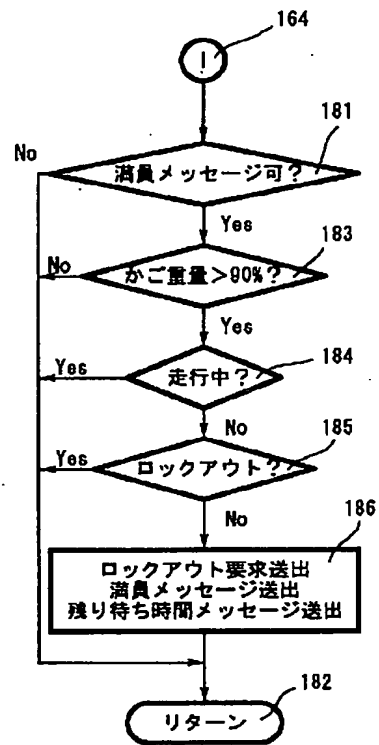 164
I
181
満員メッセージ可?
No
Yes
183
かご重量>90%?
No
Yes
184
走行中?
Yes
No
185
ロックアウト?
Yes
No
186
ロックアウト要求送出
満員メッセージ送出
残り待ち時間メッセージ送出
182
リターン